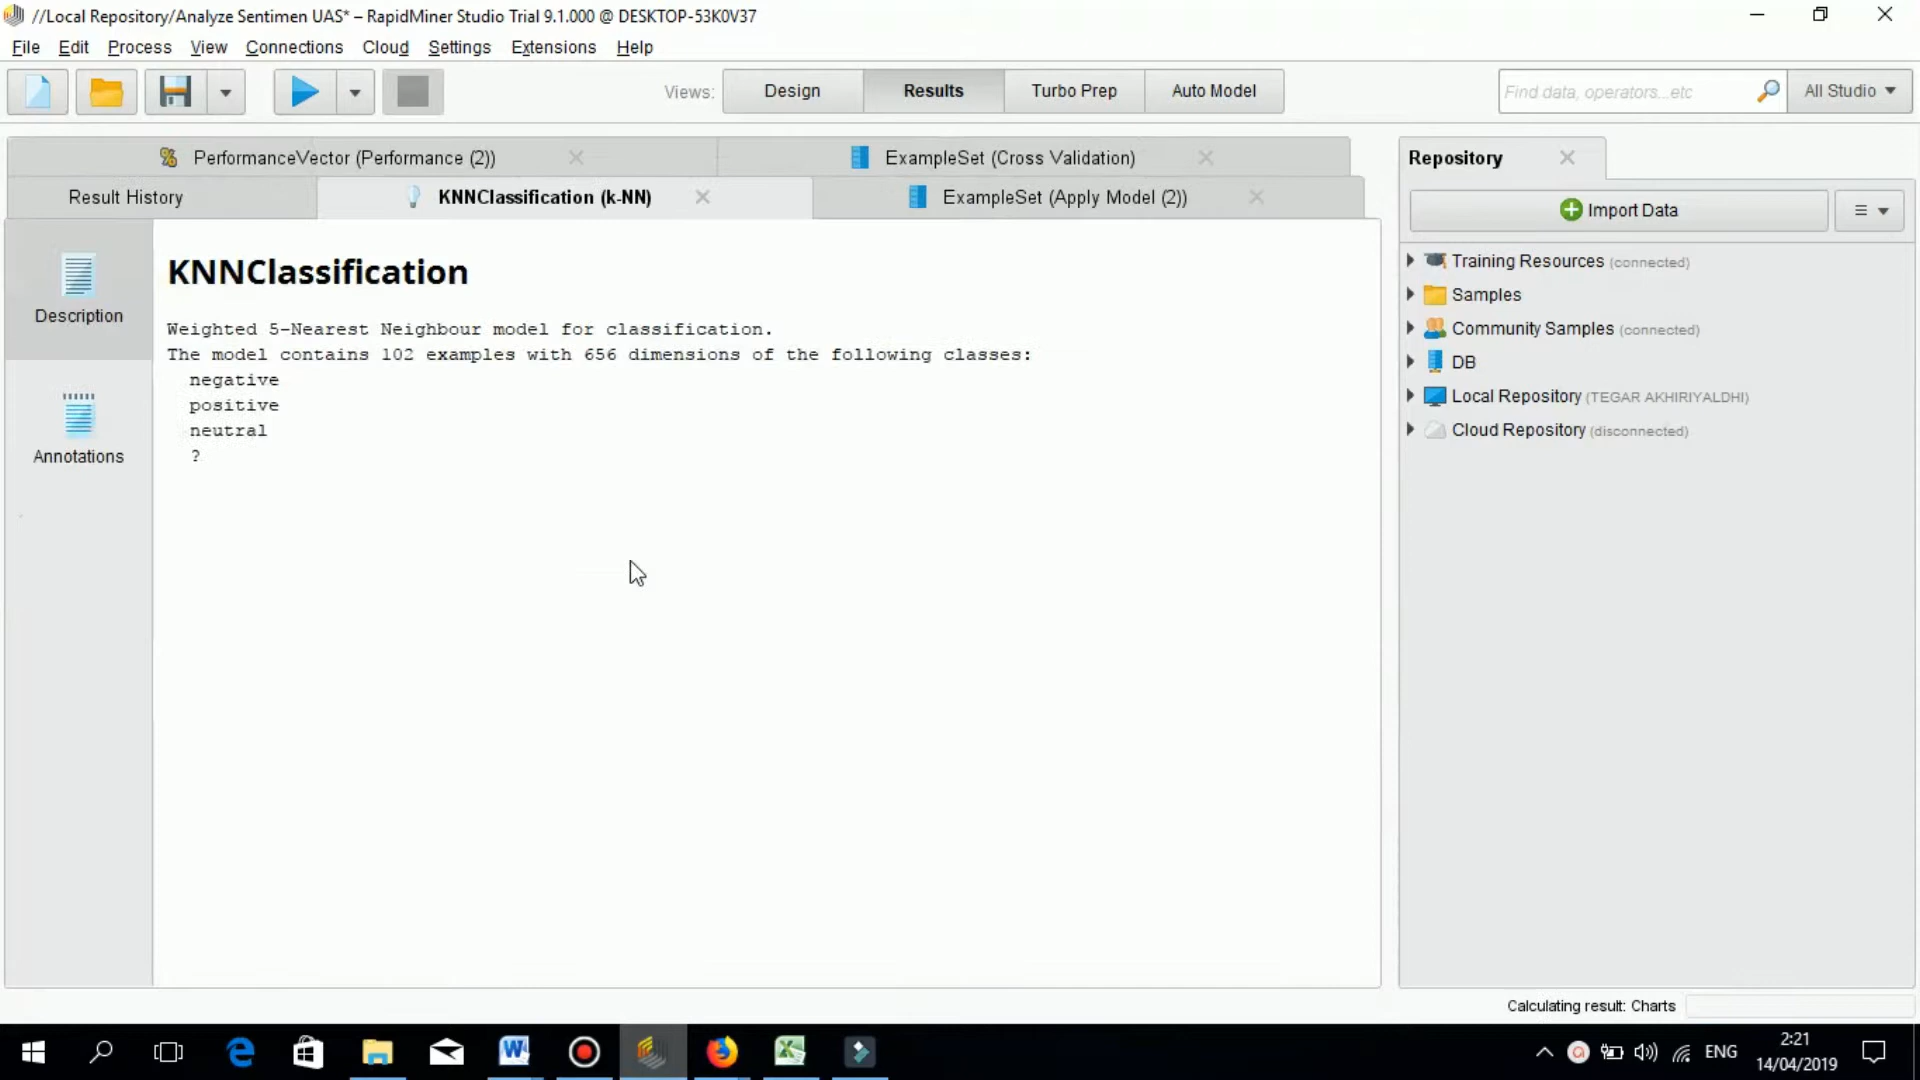 //Local Repository/Analyze Sentimen UAS* – RapidMiner Studio Trial 9.1.000 @ DESKTOP-53K0V37
File Edit Process View Connections Cloud Settings Extensions Help
Views: Design Results Turbo Prep Auto Model
Find data, operators...etc
All Studio
PerformanceVector (Performance (2))
ExampleSet (Cross Validation)
Result History
KNNClassification (k-NN)
ExampleSet (Apply Model (2))
Description
Annotations
KNNClassification
Weighted 5-Nearest Neighbour model for classification.
The model contains 102 examples with 656 dimensions of the following classes:
negative
positive
neutral
?
Repository
Import Data
Training Resources (connected)
Samples
Community Samples (connected)
DB
Local Repository (TEGAR AKHIRIYALDHI)
Cloud Repository (disconnected)
Calculating result: Charts
ENG
2:21
14/04/2019